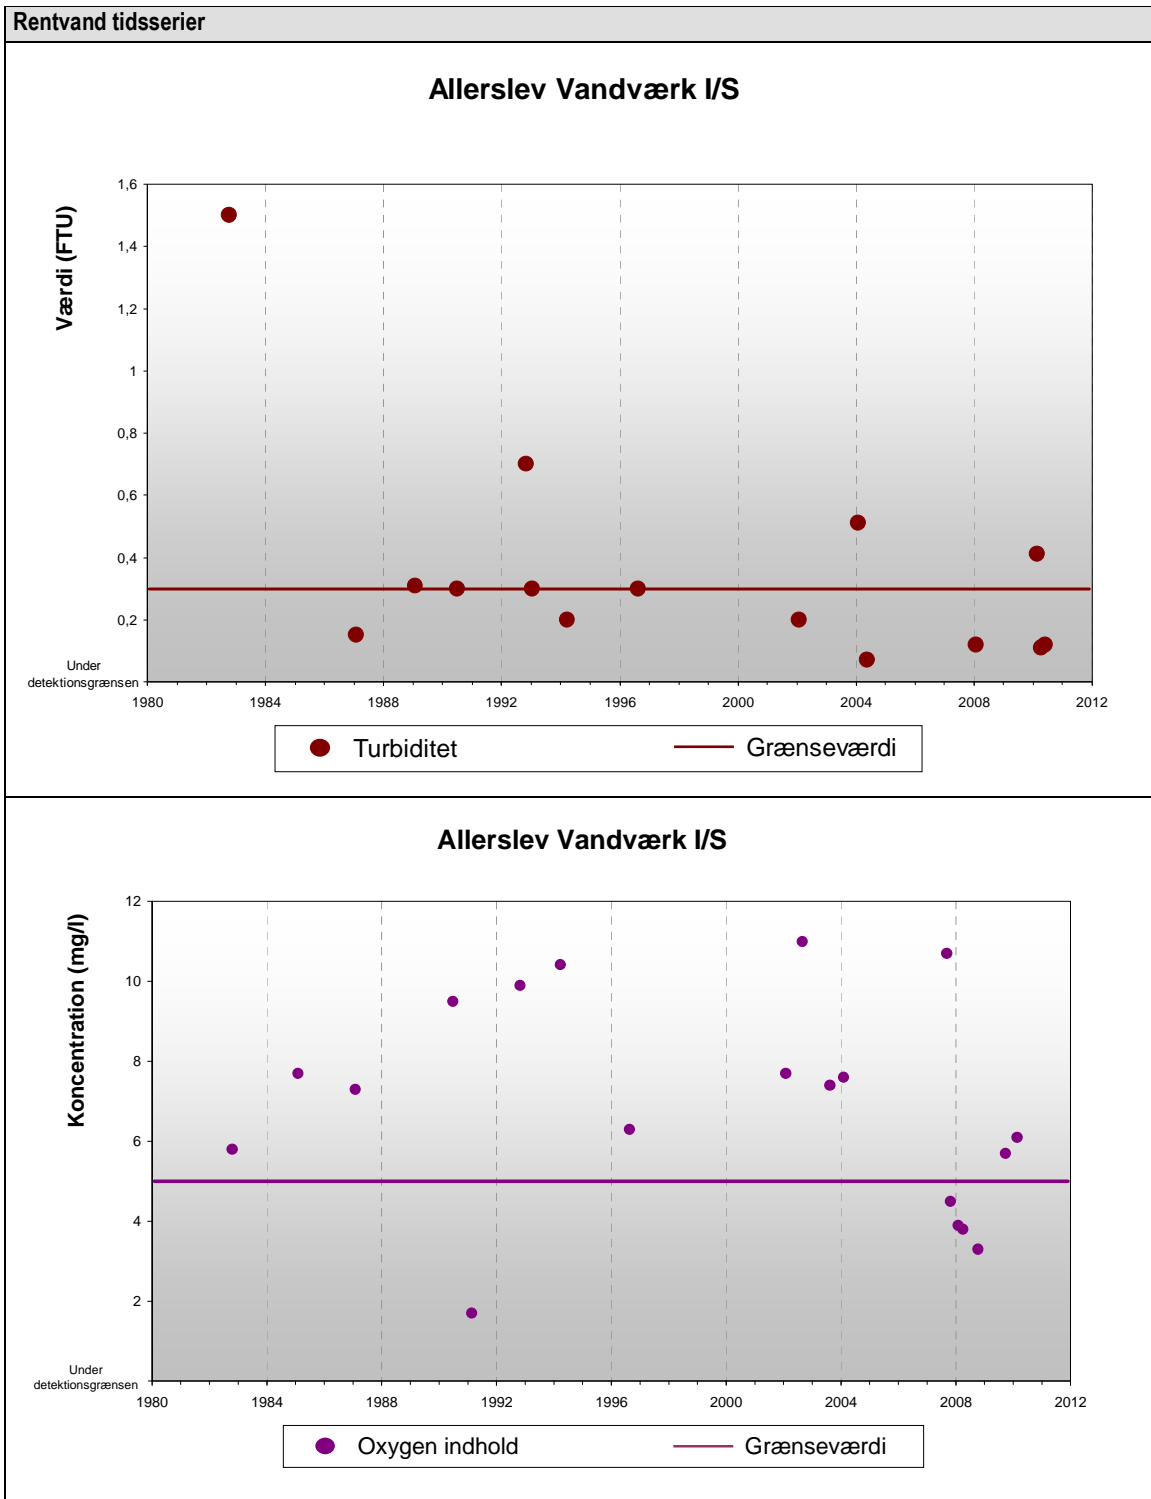 Rentvand tidsserier
Allerslev Vandværk I/S
Værdi (FTU)
1,6
1,4
1,2
1
0,8
0,6
0,4
0,2
Under
detektionsgrænsen
1980 1984 1988 1992 1996 2000 2004 2008 2012
Turbiditet Grænseværdi
Allerslev Vandværk I/S
Koncentration (mg/l)
12
10
8
6
4
2
Under
detektionsgrænsen
1980 1984 1988 1992 1996 2000 2004 2008 2012
Oxygen indhold Grænseværdi